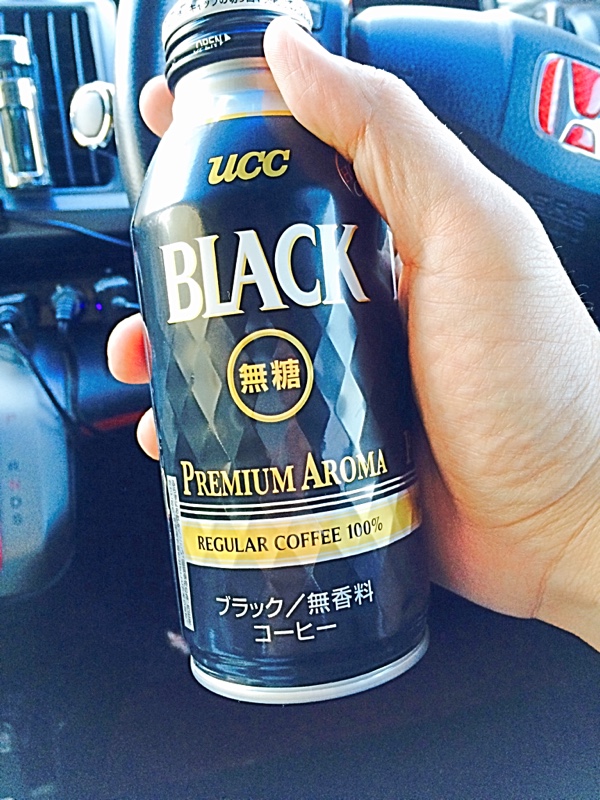 OPEN▶
UCC
BLACK
無糖
PREMIUM AROMA
REGULAR COFFEE 100%
ブラック／無香料
コーヒー